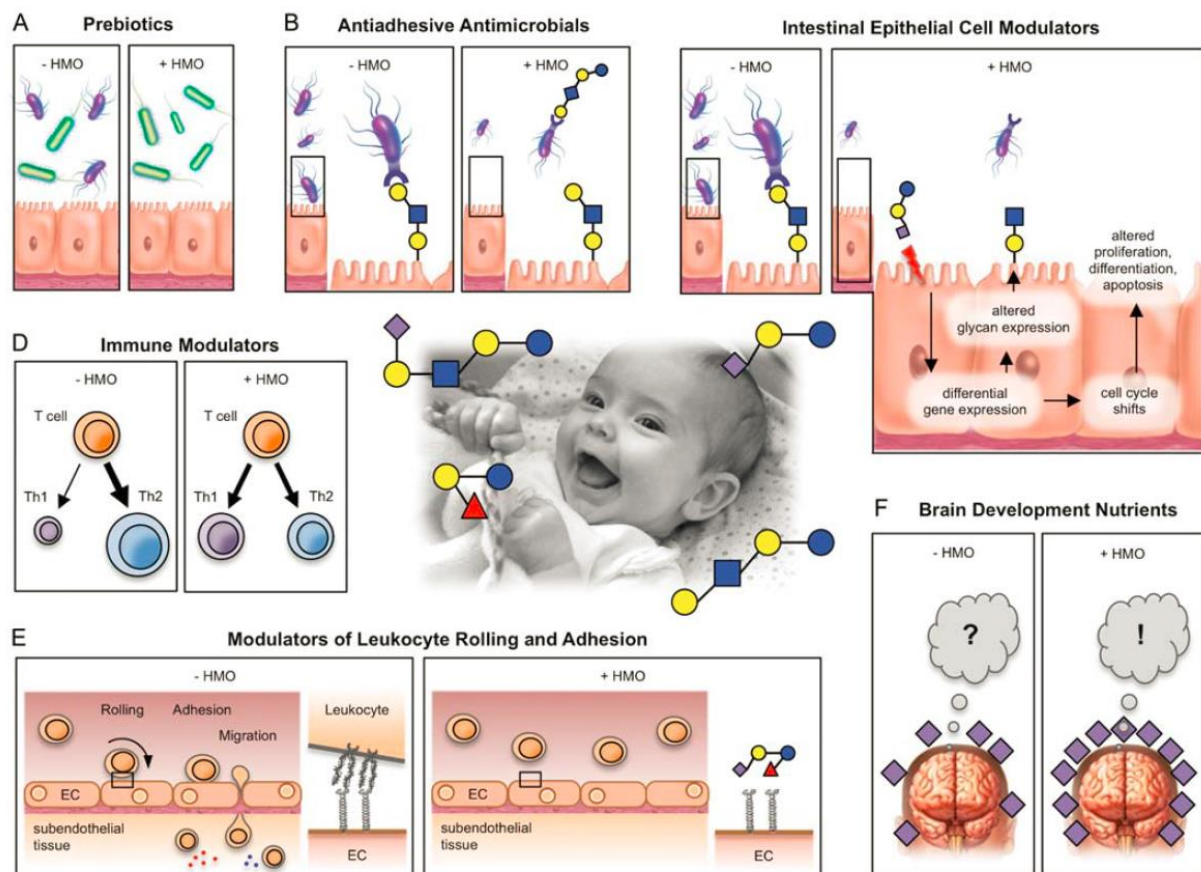 A
Prebiotics
- HMO
+ HMO
B
Antiadhesive Antimicrobials
- HMO
+ HMO
Intestinal Epithelial Cell Modulators
- HMO
+ HMO
altered
proliferation,
differentiation,
apoptosis
altered
glycan expression
differential
gene expression
cell cycle
shifts
D
Immune Modulators
- HMO
T cell
Th1
Th2
+ HMO
T cell
Th1
Th2
E
Modulators of Leukocyte Rolling and Adhesion
- HMO
Rolling
Adhesion
Migration
EC
subendothelial
tissue
Leukocyte
EC
+ HMO
EC
subendothelial
tissue
EC
F
Brain Development Nutrients
- HMO
?
+ HMO
!